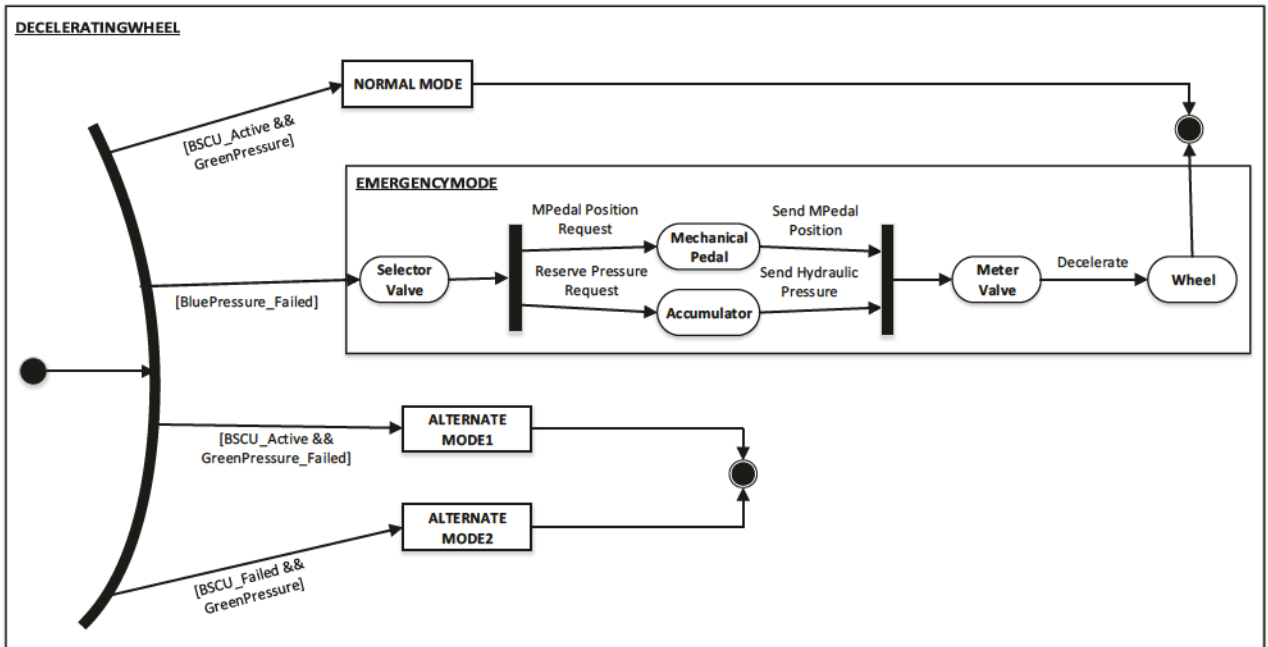 DECELERATINGWHEEL
NORMAL MODE
[BSCU_Active &&
GreenPressure]
EMERGENCYMODE
MPedal Position
Request
Mechanical
Pedal
Send MPedal
Position
Selector
Valve
Reserve Pressure
Request
Accumulator
Send Hydraulic
Pressure
Meter
Valve
Decelerate
Wheel
[BluePressure_Failed]
ALTERNATE
MODE1
[BSCU_Active &&
GreenPressure_Failed]
ALTERNATE
MODE2
[BSCU_Failed &&
GreenPressure]